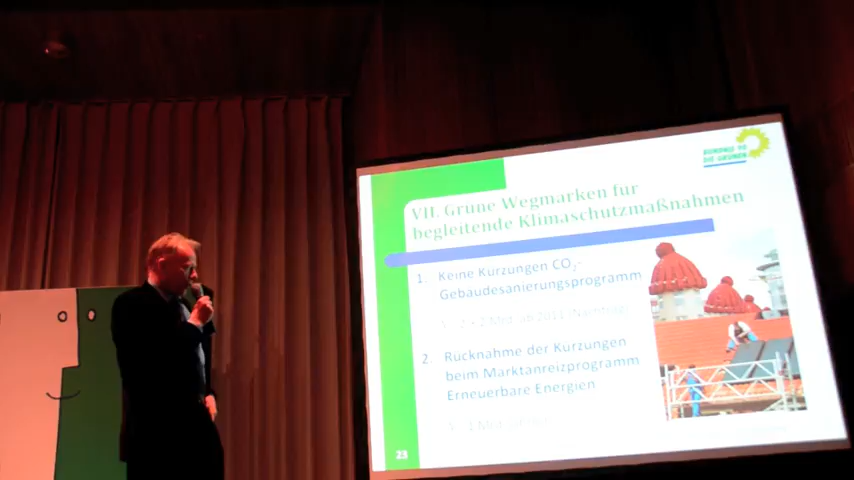 BÜNDNIS 90
DIE GRÜNEN
VII. Grüne Wegmarken für
begleitende Klimaschutzmaßnahmen
1. Keine Kürzungen CO₂-
Gebäudesanierungsprogramm
2. Rücknahme der Kürzungen
beim Marktanreizprogramm
Erneuerbare Energien
23